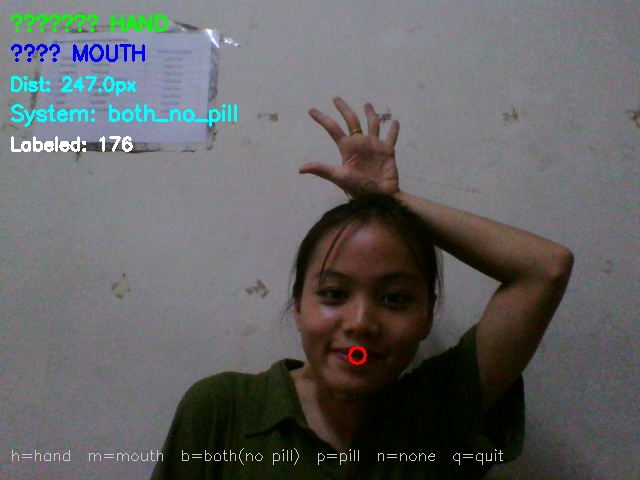 ??????? HAND
???? MOUTH
Dist: 247.0px
System: both_no_pill
Labeled: 176
h=hand m=mouth b=both(no pill) p=pill n=none q=quit